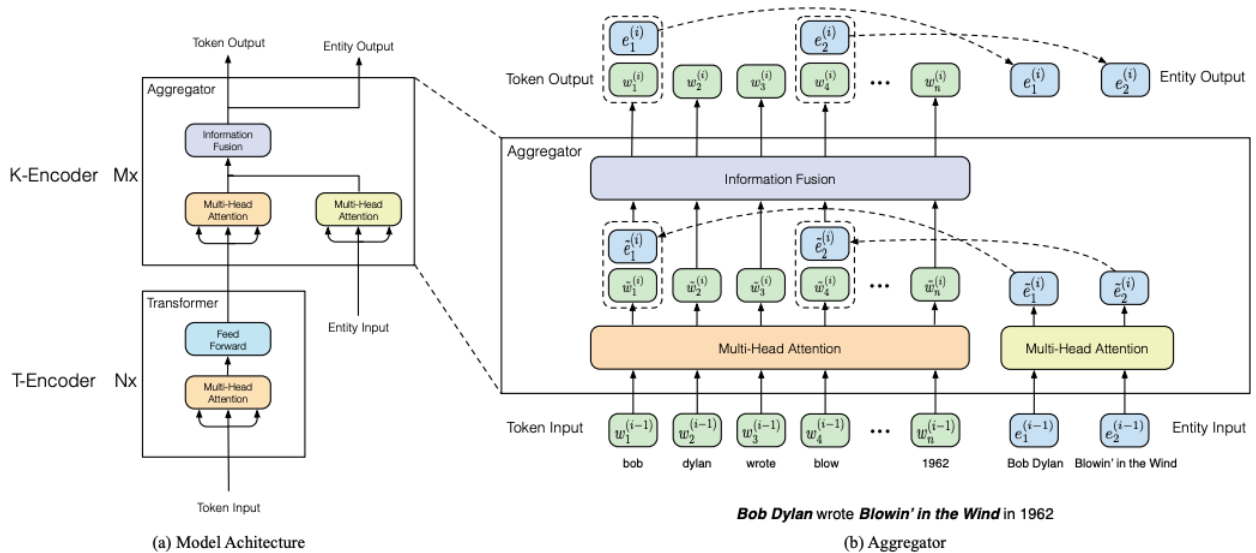 Token Output
Entity Output
Aggregator
Information
Fusion
K-Encoder Mx
Multi-Head
Attention
Multi-Head
Attention
Transformer
Entity Input
Feed
Forward
T-Encoder Nx
Multi-Head
Attention
Token Input
(a) Model Achitecture
e_1^{(i)} e_2^{(i)}
Token Output w_1^{(i)} w_2^{(i)} w_3^{(i)} w_4^{(i)} ... w_n^{(i)} e_1^{(i)} e_2^{(i)} Entity Output
Aggregator
Information Fusion
ẽ_1^{(i)} ẽ_2^{(i)}
w̃_1^{(i)} w̃_2^{(i)} w̃_3^{(i)} w̃_4^{(i)} ... w̃_n^{(i)} ẽ_1^{(i)} ẽ_2^{(i)}
Multi-Head Attention Multi-Head Attention
Token Input w_1^{(i-1)} w_2^{(i-1)} w_3^{(i-1)} w_4^{(i-1)} ... w_n^{(i-1)} e_1^{(i-1)} e_2^{(i-1)} Entity Input
bob dylan wrote blow 1962 Bob Dylan Blowin' in the Wind
Bob Dylan wrote Blowin' in the Wind in 1962
(b) Aggregator